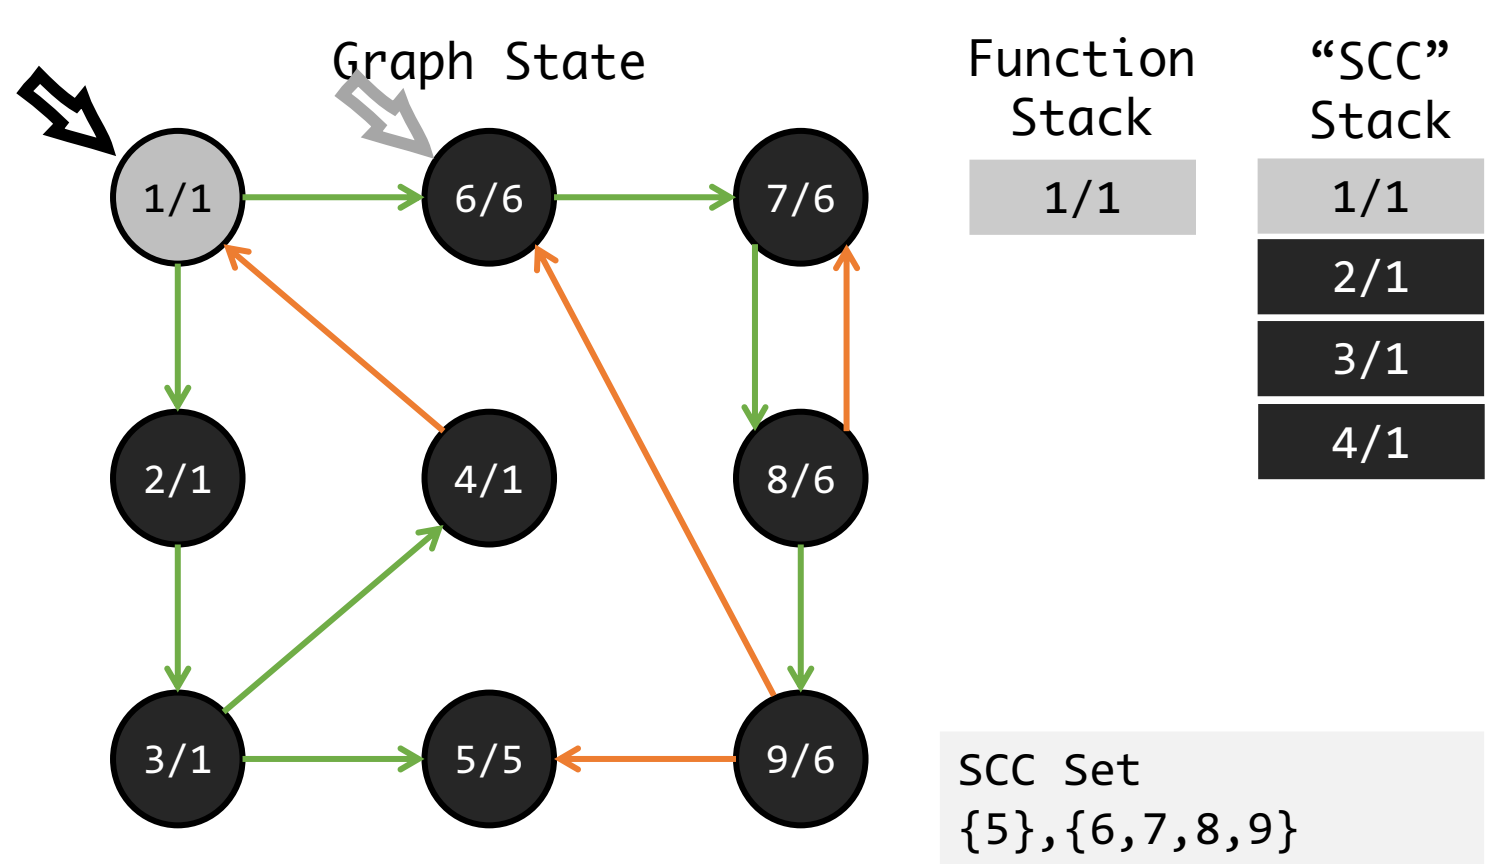 Graph State
Function
Stack
“SCC”
Stack
1/1
6/6
7/6
2/1
4/1
8/6
3/1
5/5
9/6
1/1
1/1
2/1
3/1
4/1
SCC Set
{5},{6,7,8,9}